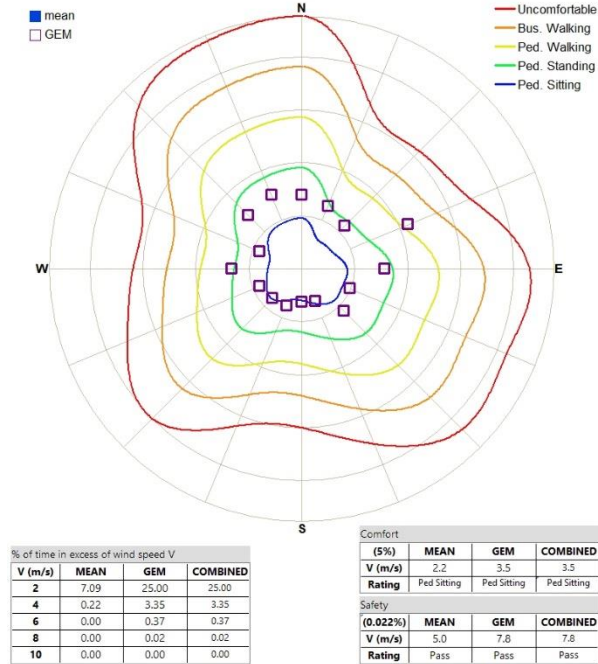 mean
GEM
N
Uncomfortable
Bus. Walking
Ped. Walking
Ped. Standing
Ped. Sitting
W
E
S
% of time in excess of wind speed V
V (m/s) MEAN GEM COMBINED
2 7.09 25.00 25.00
4 0.22 3.35 3.35
6 0.00 0.37 0.37
8 0.00 0.02 0.02
10 0.00 0.00 0.00
Comfort
(5%) MEAN GEM COMBINED
V (m/s) 2.2 3.5 3.5
Rating Ped Sitting Ped Sitting Ped Sitting
Safety
(0.022%) MEAN GEM COMBINED
V (m/s) 5.0 7.8 7.8
Rating Pass Pass Pass